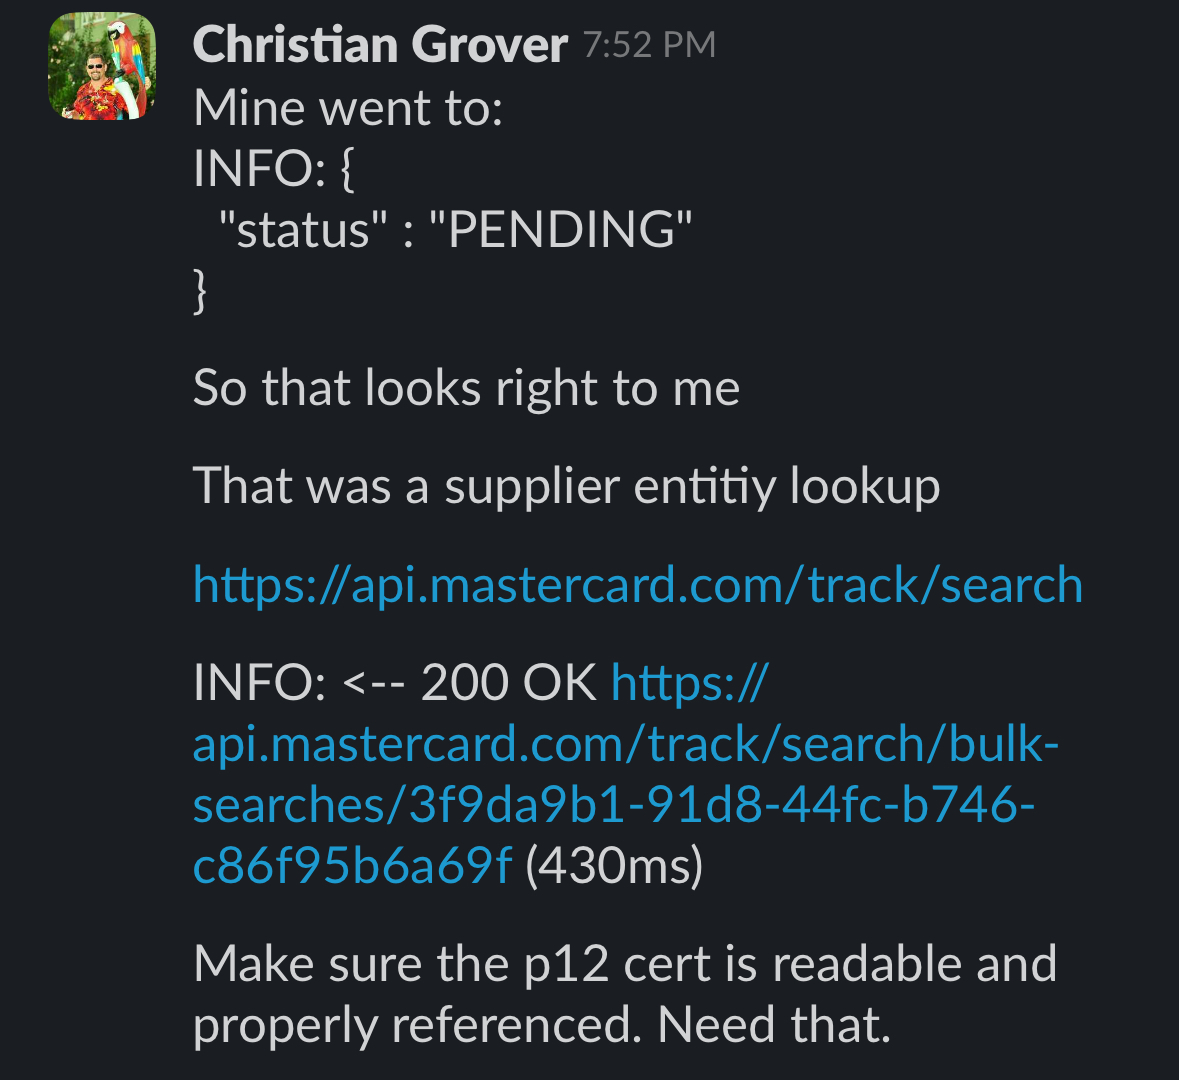 Christian Grover 7:52 PM
Mine went to:
INFO: {
  "status" : "PENDING"
}
So that looks right to me
That was a supplier entitiy lookup
https://api.mastercard.com/track/search
INFO: <-- 200 OK https://
api.mastercard.com/track/search/bulk-
searches/3f9da9b1-91d8-44fc-b746-
c86f95b6a69f (430ms)
Make sure the p12 cert is readable and
properly referenced. Need that.